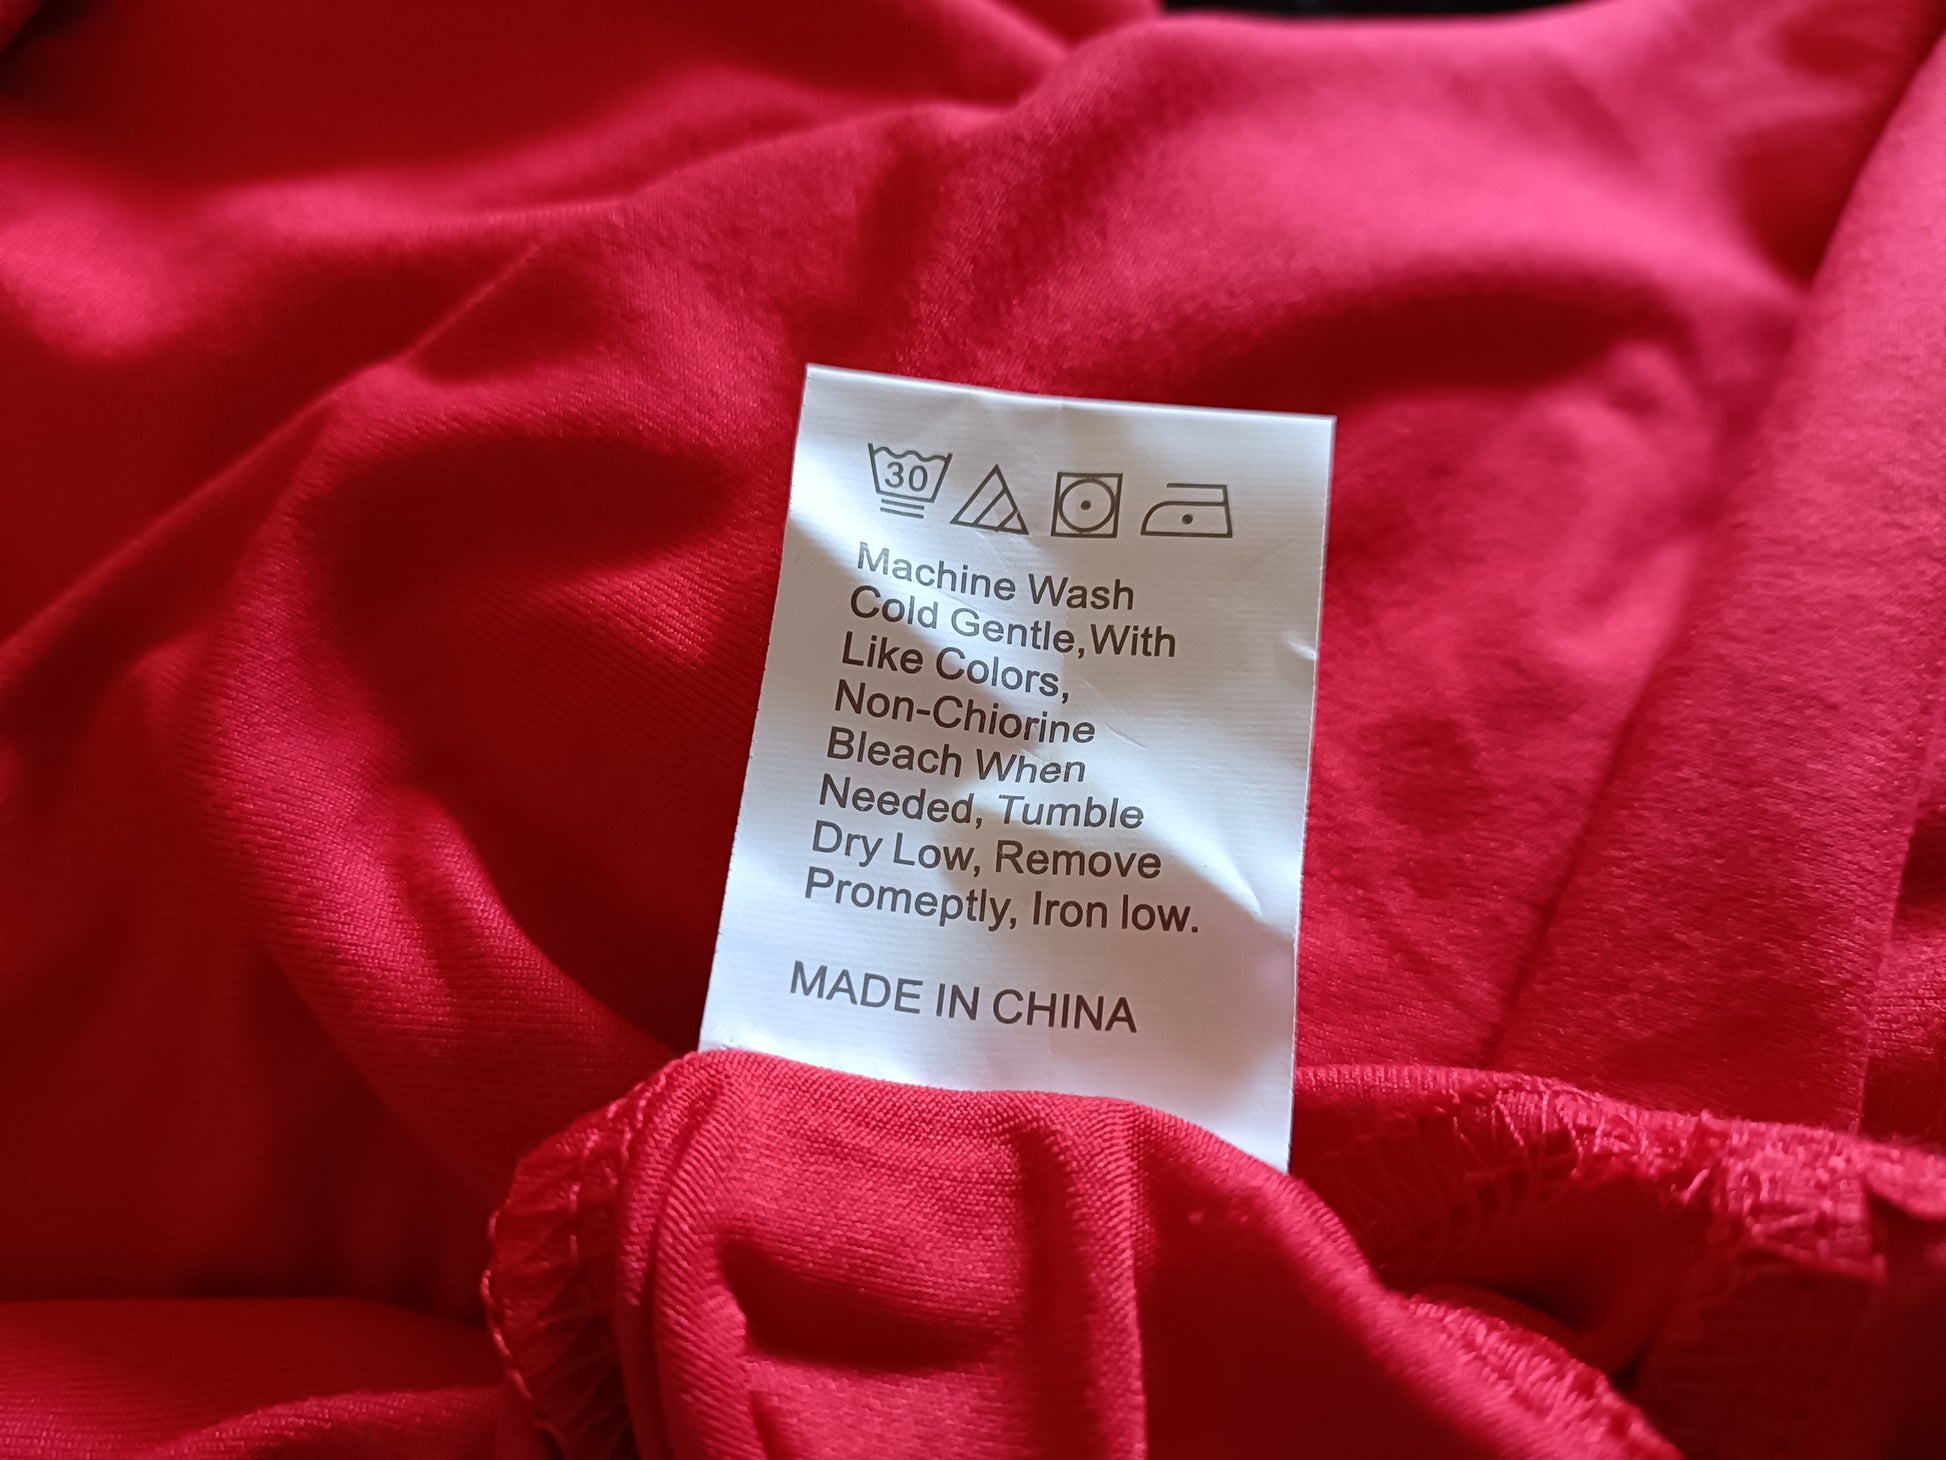 30
Machine Wash
Cold Gentle,With
Like Colors,
Non-Chiorine
Bleach When
Needed, Tumble
Dry Low, Remove
Promeptly, Iron low.
MADE IN CHINA